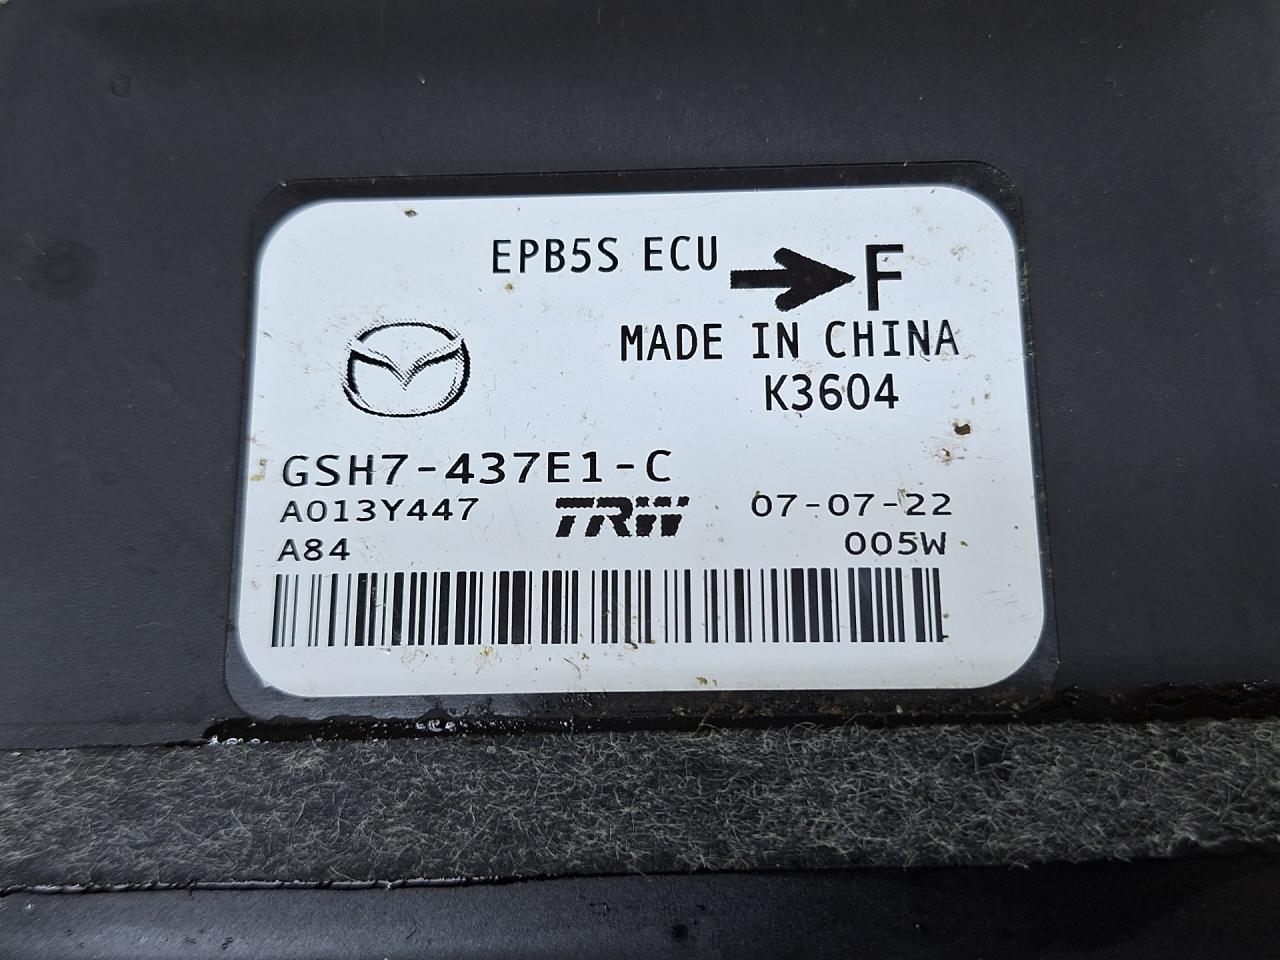 EPB5S ECU F
MADE IN CHINA
K3604
GSH7-437E1-C
A013Y447 TRW 07-07-22
A84 005W